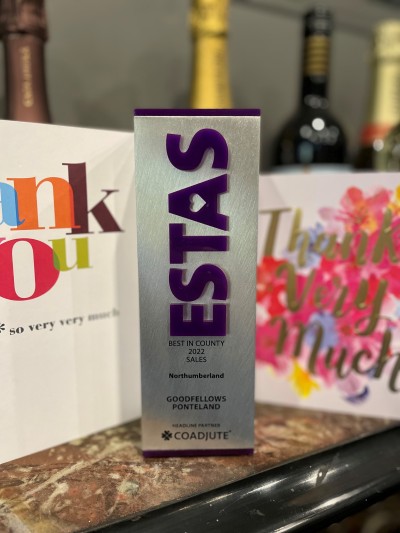 ank
you
* so very very much
ESTAS
BEST IN COUNTY
2022
SALES
Northumberland
GOODFELLOWS
PONTELAND
HEADLINE PARTNER
COADJUTE
Thank
Very
Much